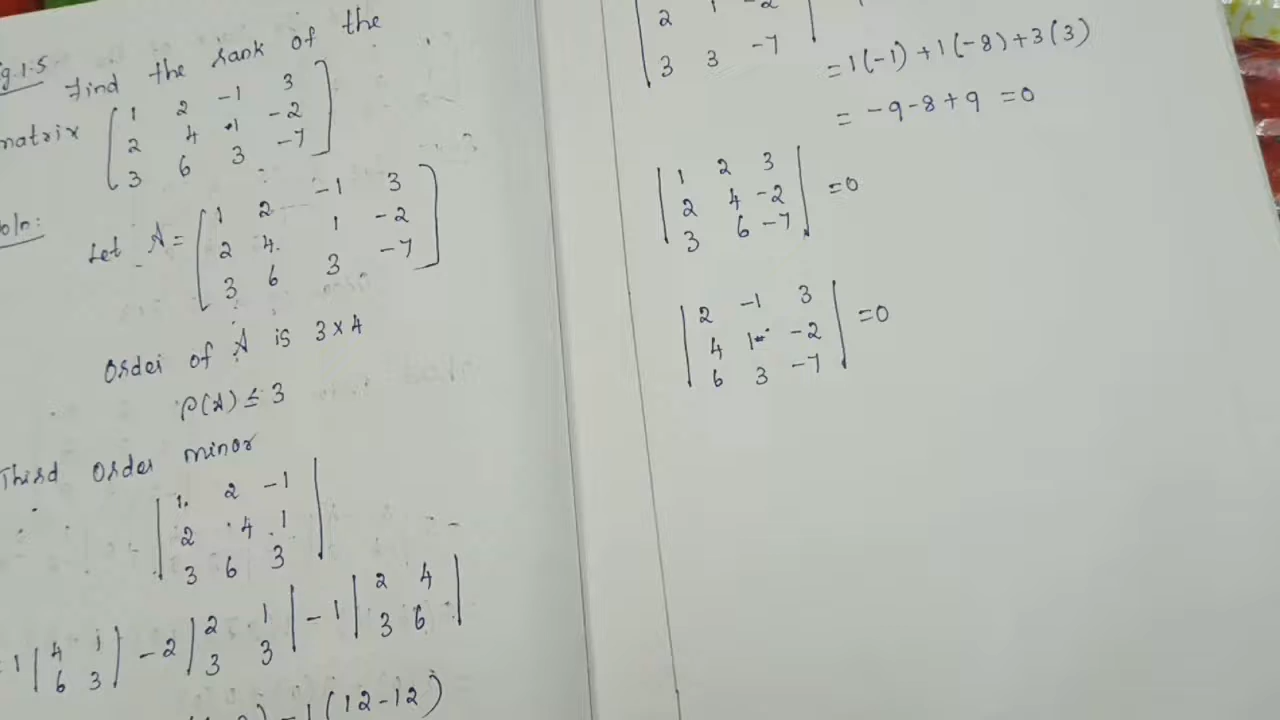 g.1.5 Find the rank of the
matrix [ 1 2 -1 3
2 4 1 -2
3 6 3 -7 ]
oln:
Let A = [ 1 2 -1 3
2 4 1 -2
3 6 3 -7 ]
Order of A is 3×4
ρ(A) ≤ 3
Third Order minor
| 1 2 -1 |
| 2 4 1 |
| 3 6 3 |
1 | 4 1 | -2 | 2 1 | -1 | 2 4 |
| 6 3 | | 3 3 | | 3 6 |
-1 (12-12)
2 1 -2
3 3 -7
= 1(-1) + 1(-8) + 3(3)
= -9 -8 + 9 = 0
| 1 2 3 |
| 2 4 -2 | = 0
| 3 6 -7 |
| 2 -1 3 |
| 4 1 -2 | = 0
| 6 3 -7 |